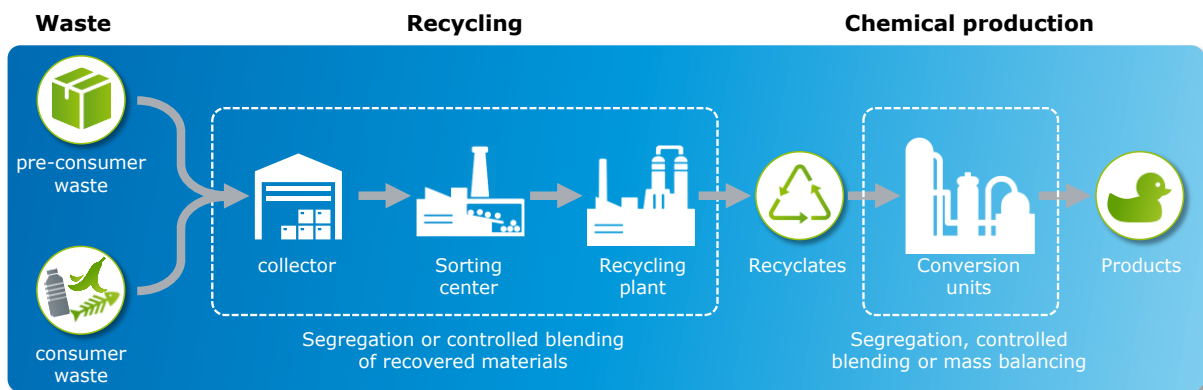 Waste
Recycling
Chemical production
pre-consumer
waste
consumer
waste
collector
Sorting
center
Recycling
plant
Segregation or controlled blending
of recovered materials
Recyclates
Conversion
units
Segregation, controlled
blending or mass balancing
Products